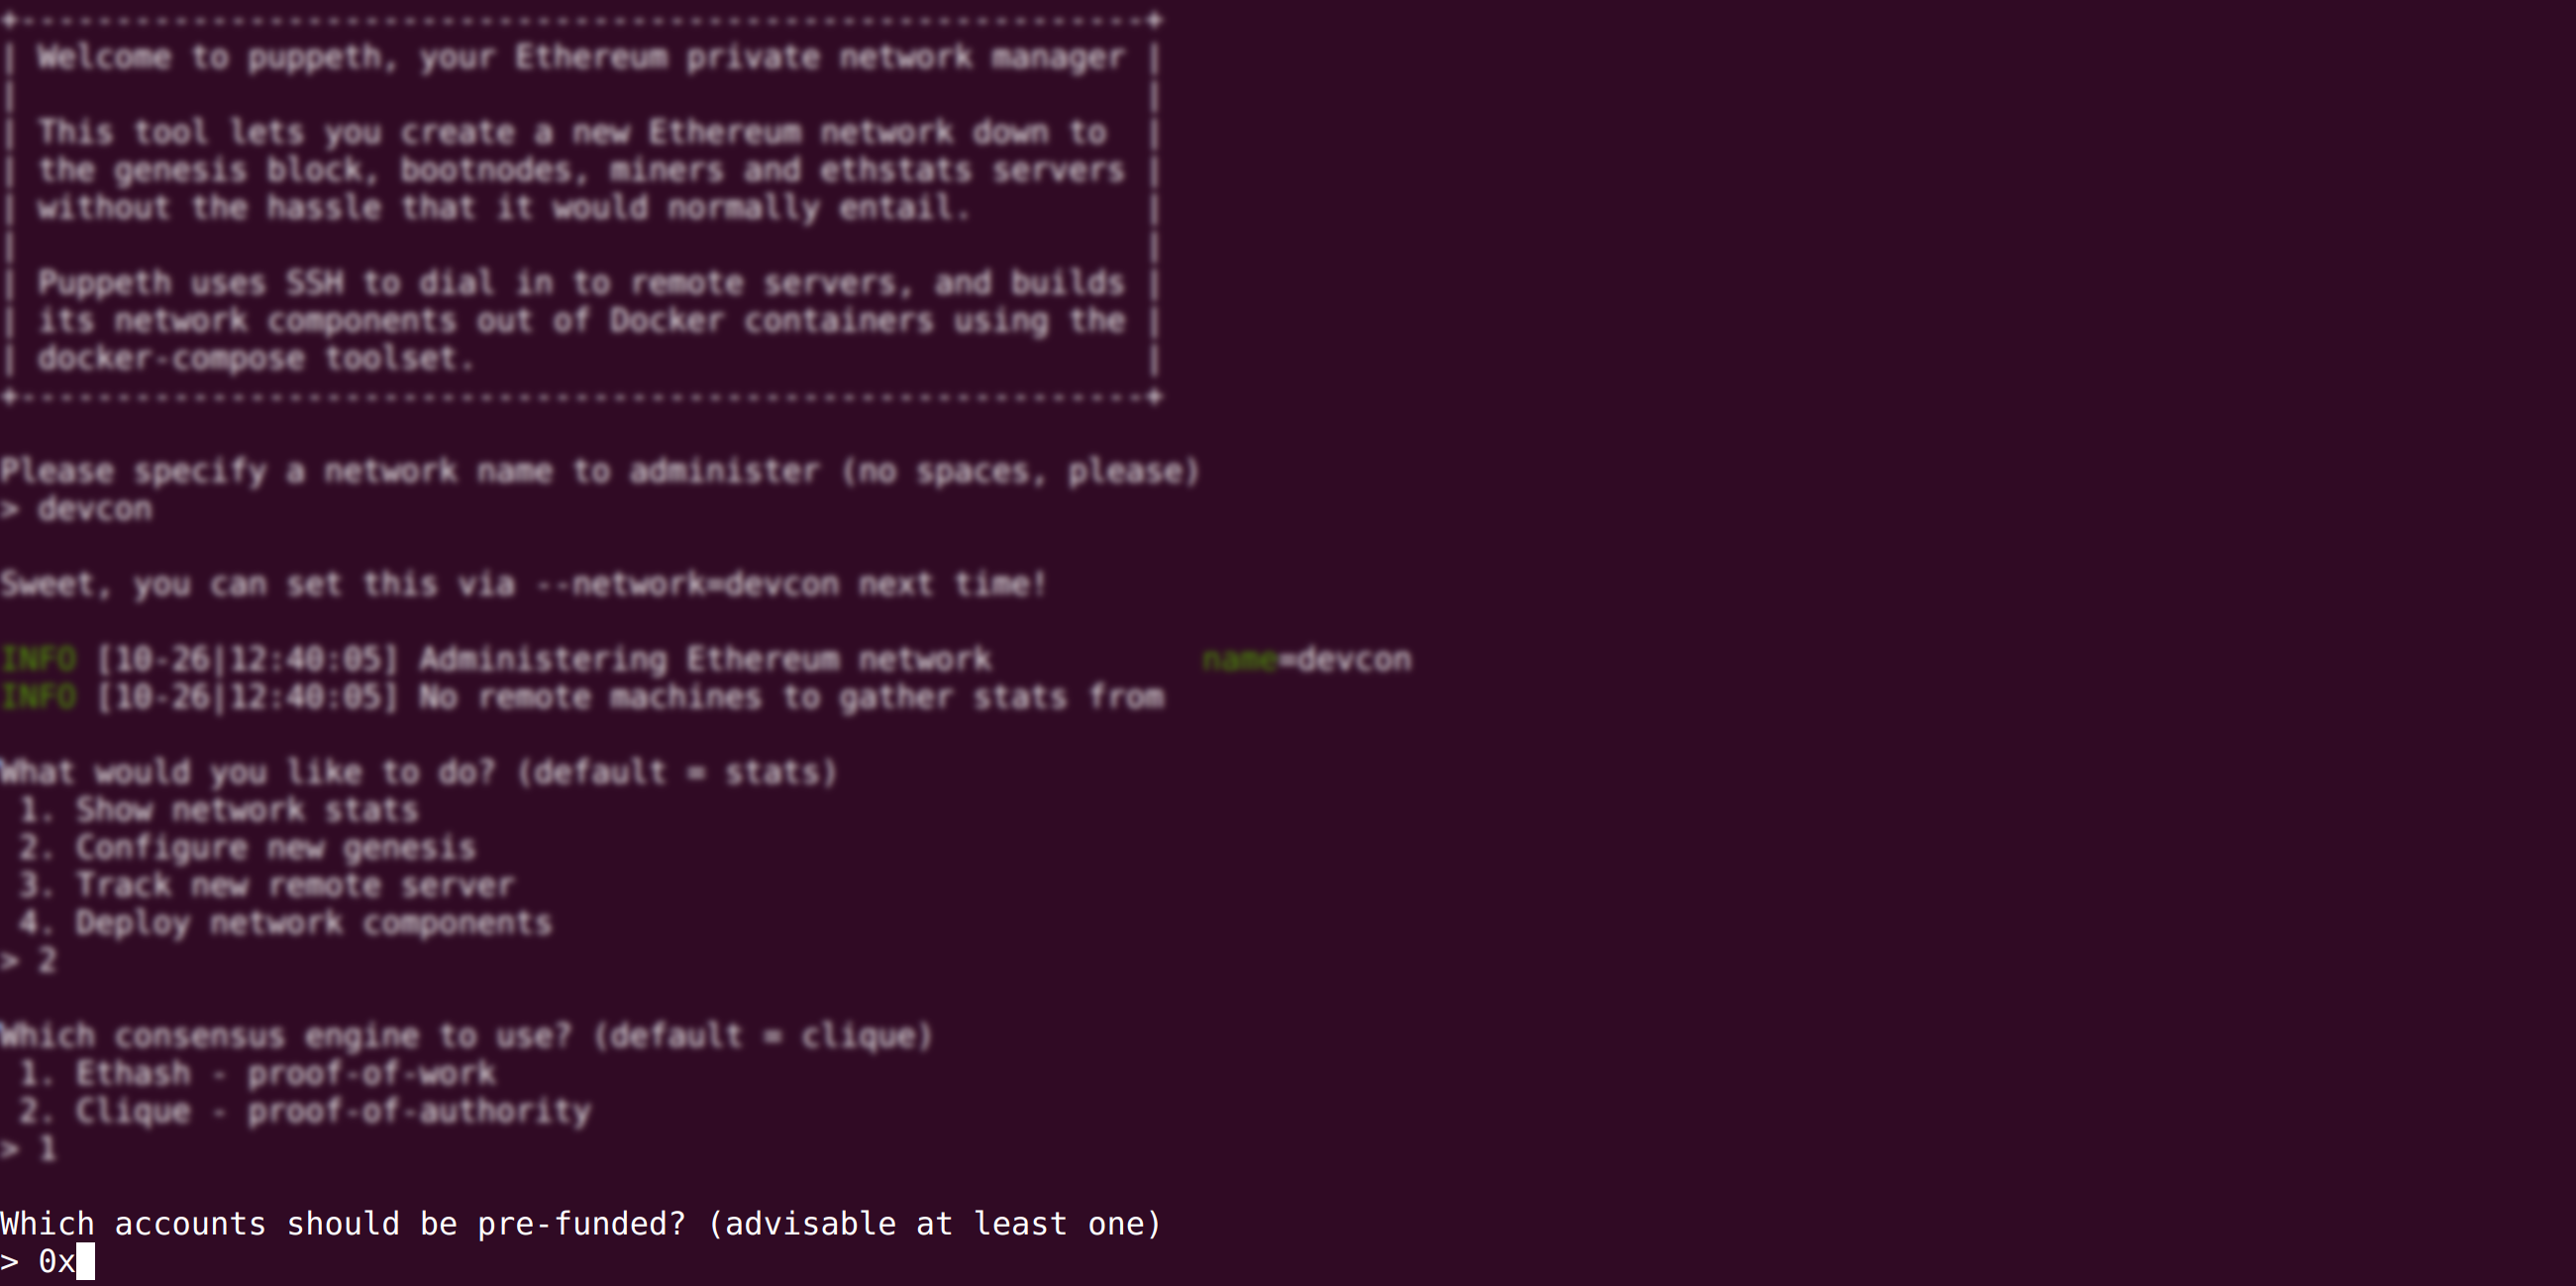 +-----------------------------------------------------------+
| Welcome to puppeth, your Ethereum private network manager |
|                                                           |
| This tool lets you create a new Ethereum network down to  |
| the genesis block, bootnodes, miners and ethstats servers |
| without the hassle that it would normally entail.         |
|                                                           |
| Puppeth uses SSH to dial in to remote servers, and builds |
| its network components out of Docker containers using the |
| docker-compose toolset.                                   |
+-----------------------------------------------------------+
Please specify a network name to administer (no spaces, please)
> devcon
Sweet, you can set this via --network=devcon next time!
INFO [10-26|12:40:05] Administering Ethereum network           name=devcon
INFO [10-26|12:40:05] No remote machines to gather stats from
What would you like to do? (default = stats)
 1. Show network stats
 2. Configure new genesis
 3. Track new remote server
 4. Deploy network components
> 2
Which consensus engine to use? (default = clique)
 1. Ethash - proof-of-work
 2. Clique - proof-of-authority
> 1
Which accounts should be pre-funded? (advisable at least one)
> 0x